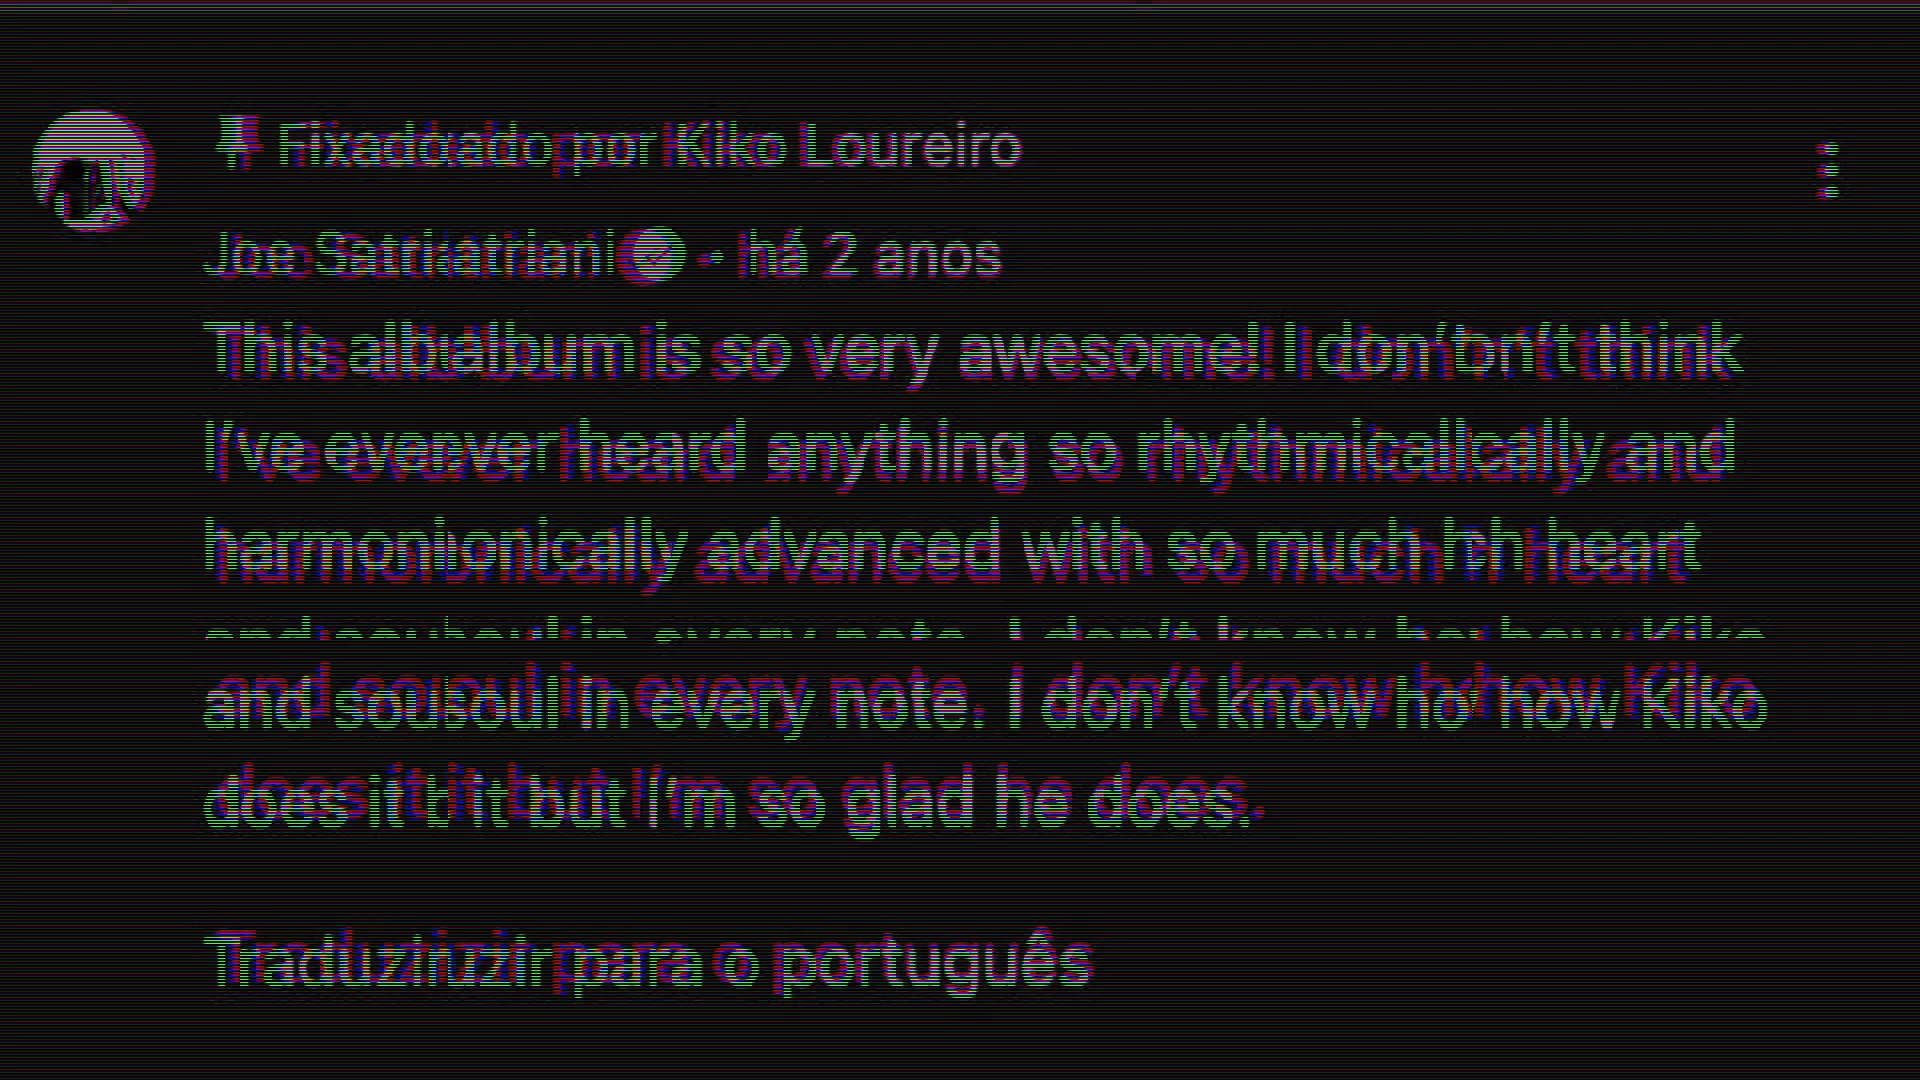 Fixado por Kiko Loureiro
Joe Satriani · há 2 anos
This album is so very awesome! I don't think
I've ever heard anything so rhythmically and
harmonically advanced with so much heart
and soul in every note. I don't know how Kiko
does it but I'm so glad he does.
Traduzir para o português